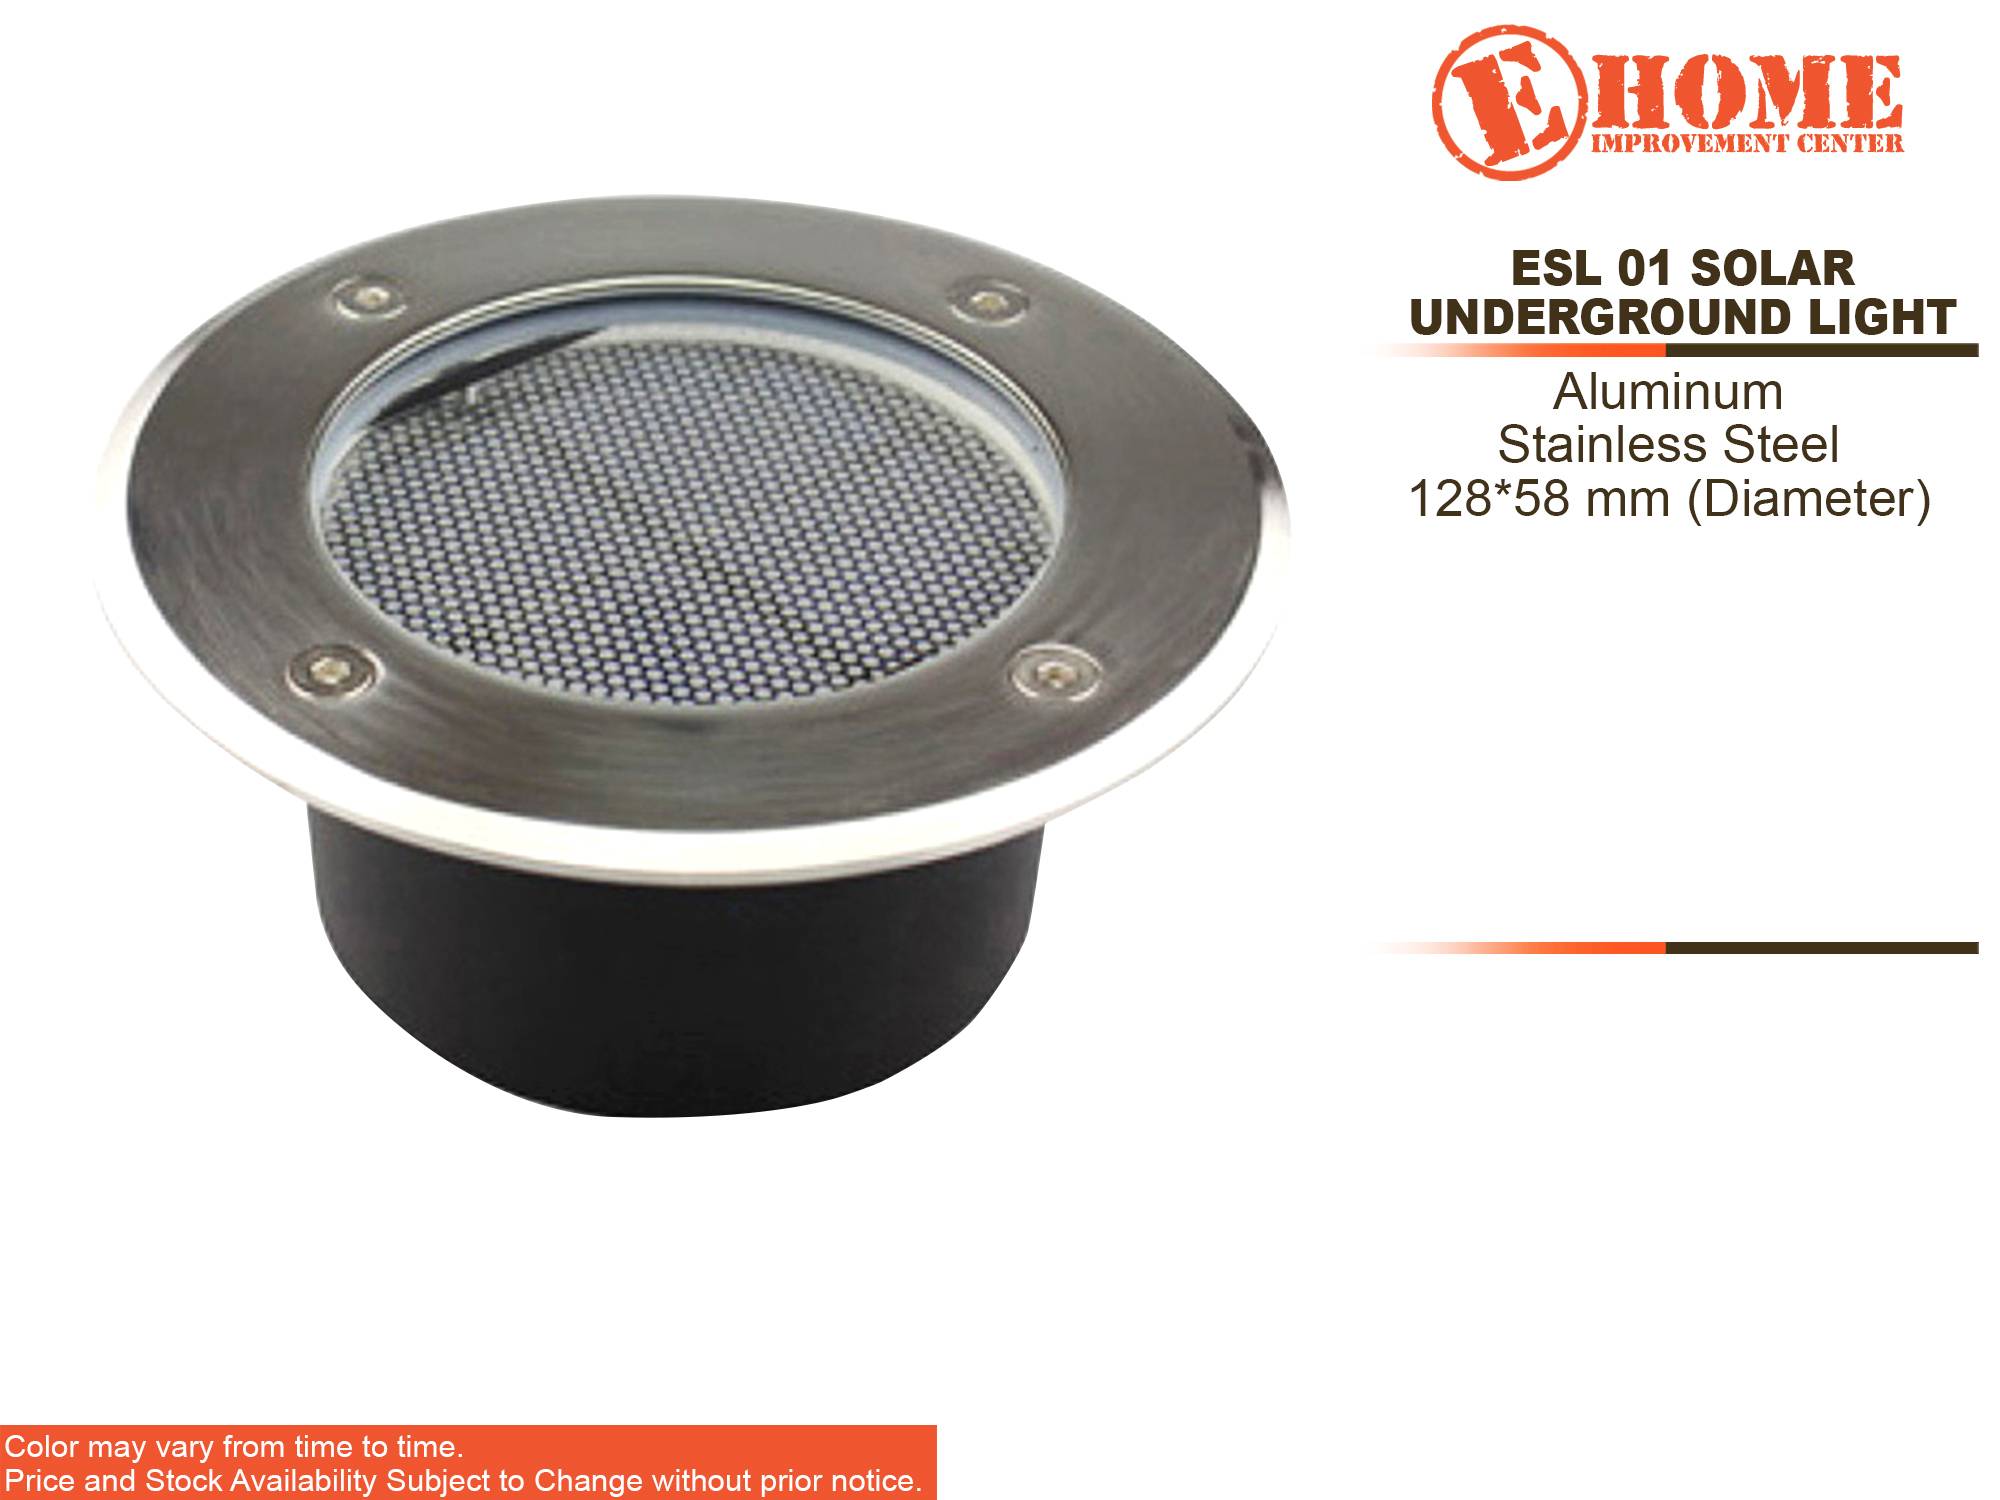 E HOME
IMPROVEMENT CENTER
ESL 01 SOLAR
UNDERGROUND LIGHT
Aluminum
Stainless Steel
128*58 mm (Diameter)
Color may vary from time to time.
Price and Stock Availability Subject to Change without prior notice.